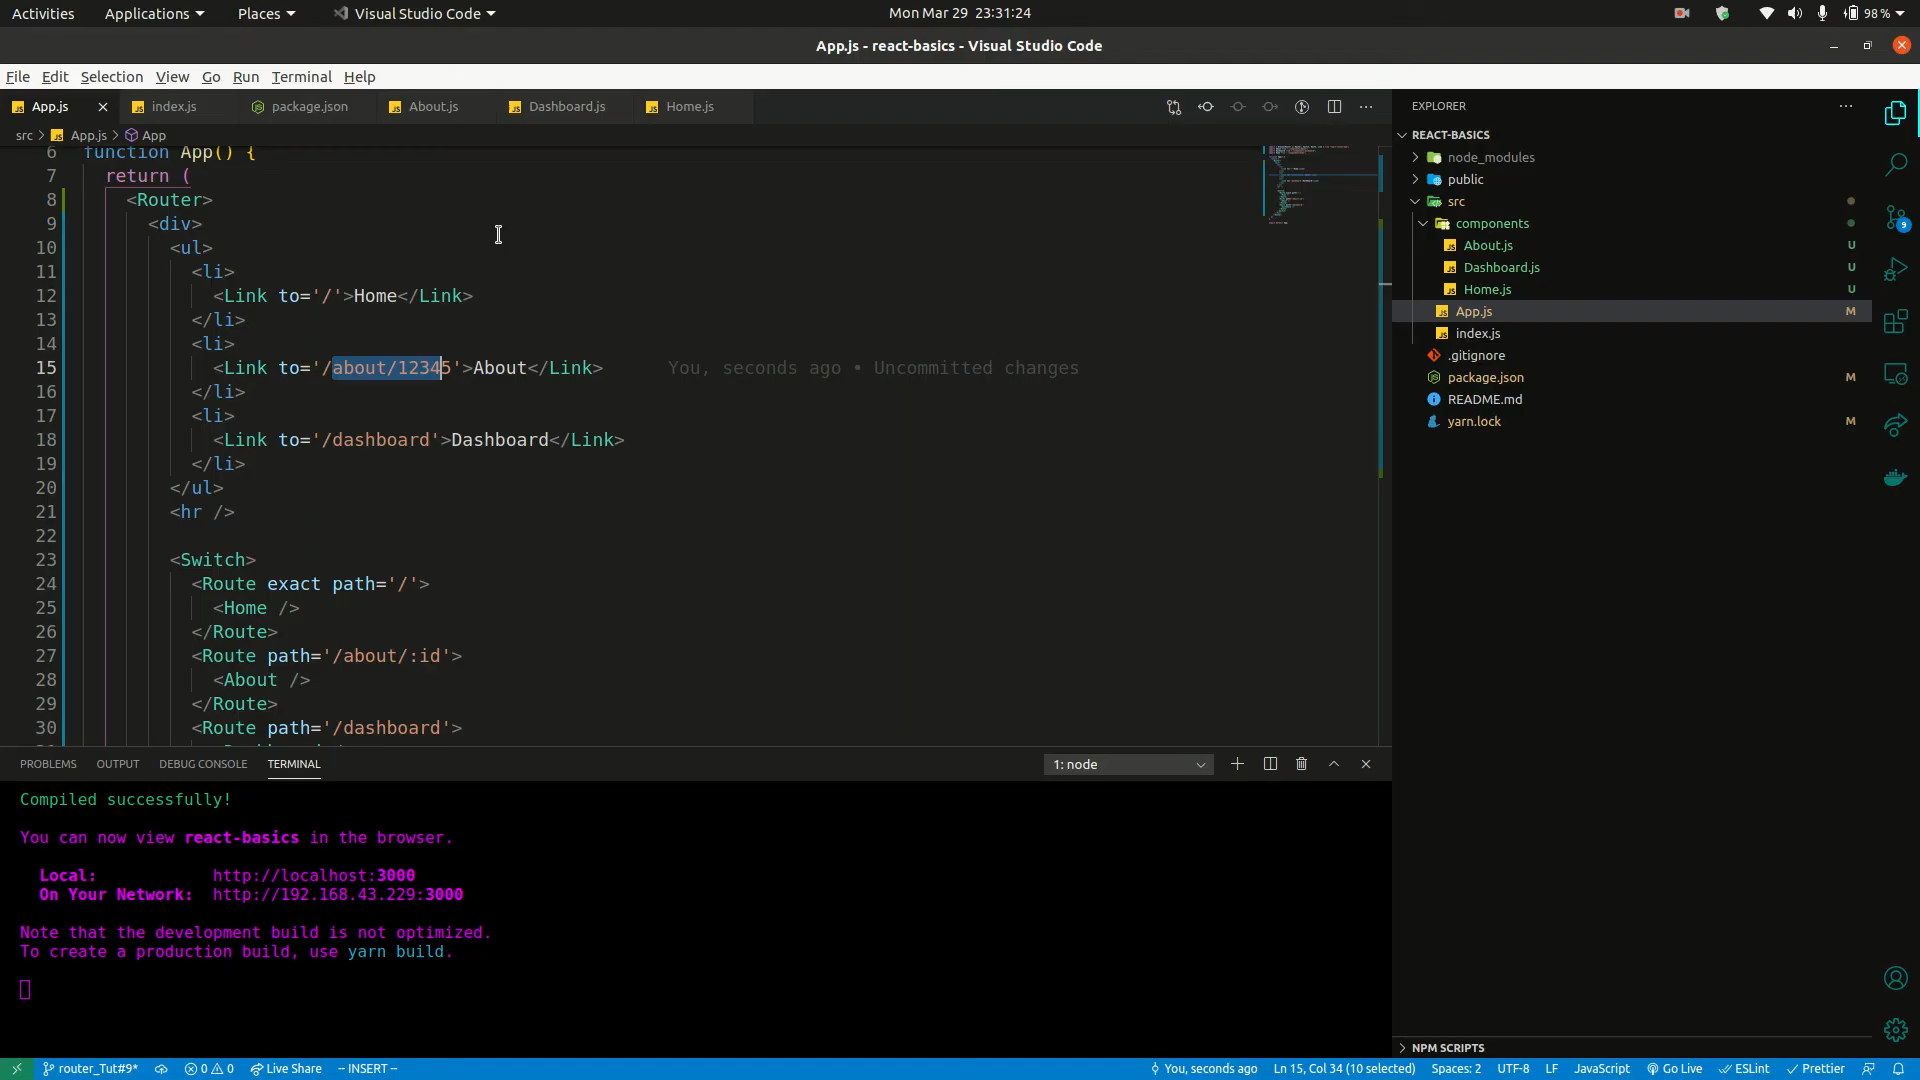 Activities Applications Places Visual Studio Code Mon Mar 29 23:31:24 98 %
App.js - react-basics - Visual Studio Code
File Edit Selection View Go Run Terminal Help
App.js index.js package.json About.js Dashboard.js Home.js
src > App.js > App
6 function App() {
7 return (
8 <Router>
9 <div>
10 <ul>
11 <li>
12 <Link to='/'>Home</Link>
13 </li>
14 <li>
15 <Link to='/about/12345'>About</Link> You, seconds ago • Uncommitted changes
16 </li>
17 <li>
18 <Link to='/dashboard'>Dashboard</Link>
19 </li>
20 </ul>
21 <hr />
22
23 <Switch>
24 <Route exact path='/'>
25 <Home />
26 </Route>
27 <Route path='/about/:id'>
28 <About />
29 </Route>
30 <Route path='/dashboard'>
EXPLORER
REACT-BASICS
node_modules
public
src
components
About.js U
Dashboard.js U
Home.js U
App.js M
index.js
.gitignore
package.json M
README.md
yarn.lock M
NPM SCRIPTS
9
PROBLEMS OUTPUT DEBUG CONSOLE TERMINAL 1: node
Compiled successfully!
You can now view react-basics in the browser.
Local: http://localhost:3000
On Your Network: http://192.168.43.229:3000
Note that the development build is not optimized.
To create a production build, use yarn build.
router_Tut#9* 0 0 Live Share -- INSERT -- You, seconds ago Ln 15, Col 34 (10 selected) Spaces: 2 UTF-8 LF JavaScript Go Live ESLint Prettier